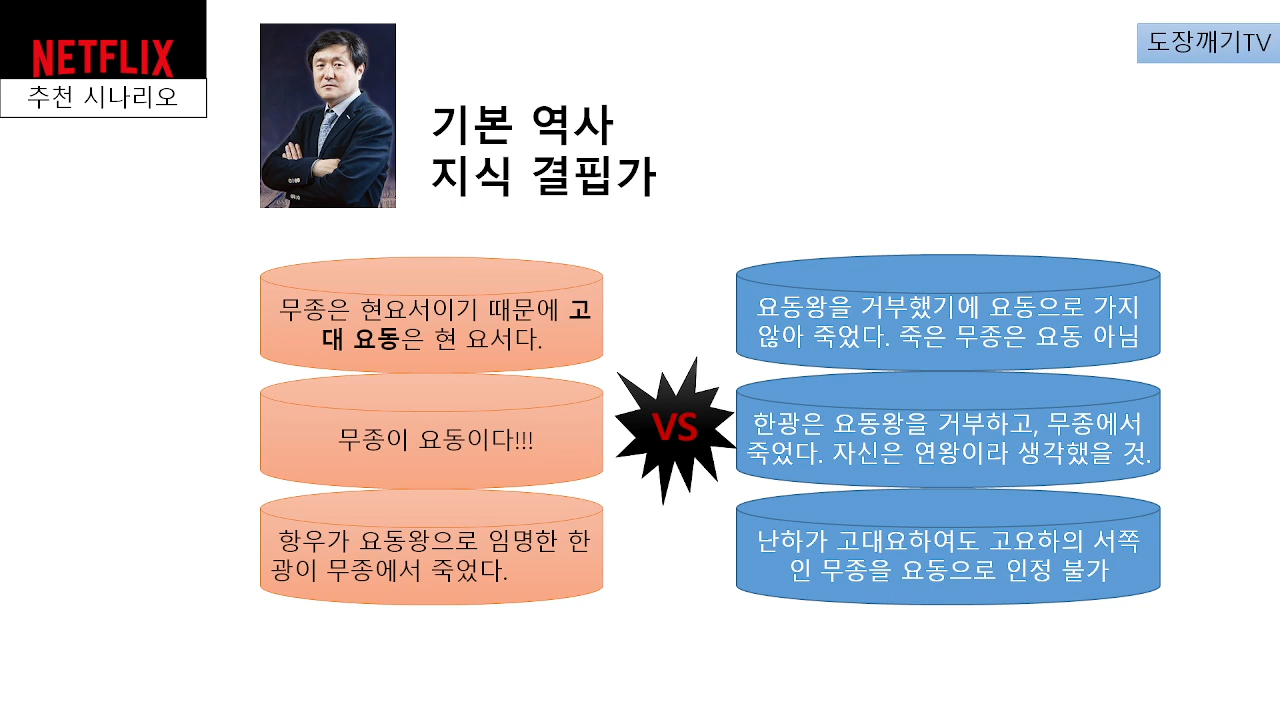 NETFLIX
추천 시나리오
도장깨기TV
기본 역사
지식 결핍가
무종은 현요서이기 때문에 고
대 요동은 현 요서다.
무종이 요동이다!!!
항우가 요동왕으로 임명한 한
광이 무종에서 죽었다.
VS
요동왕을 거부했기에 요동으로 가지
않아 죽었다. 죽은 무종은 요동 아님
한광은 요동왕을 거부하고, 무종에서
죽었다. 자신은 연왕이라 생각했을 것.
난하가 고대요하여도 고요하의 서쪽
인 무종을 요동으로 인정 불가